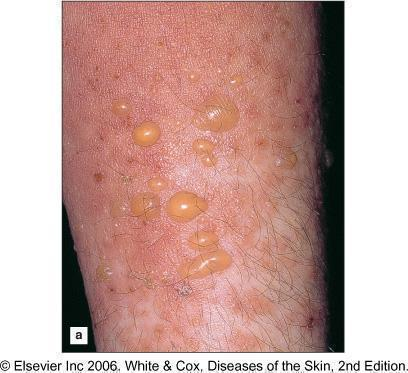 a
© Elsevier Inc 2006. White & Cox, Diseases of the Skin, 2nd Edition.